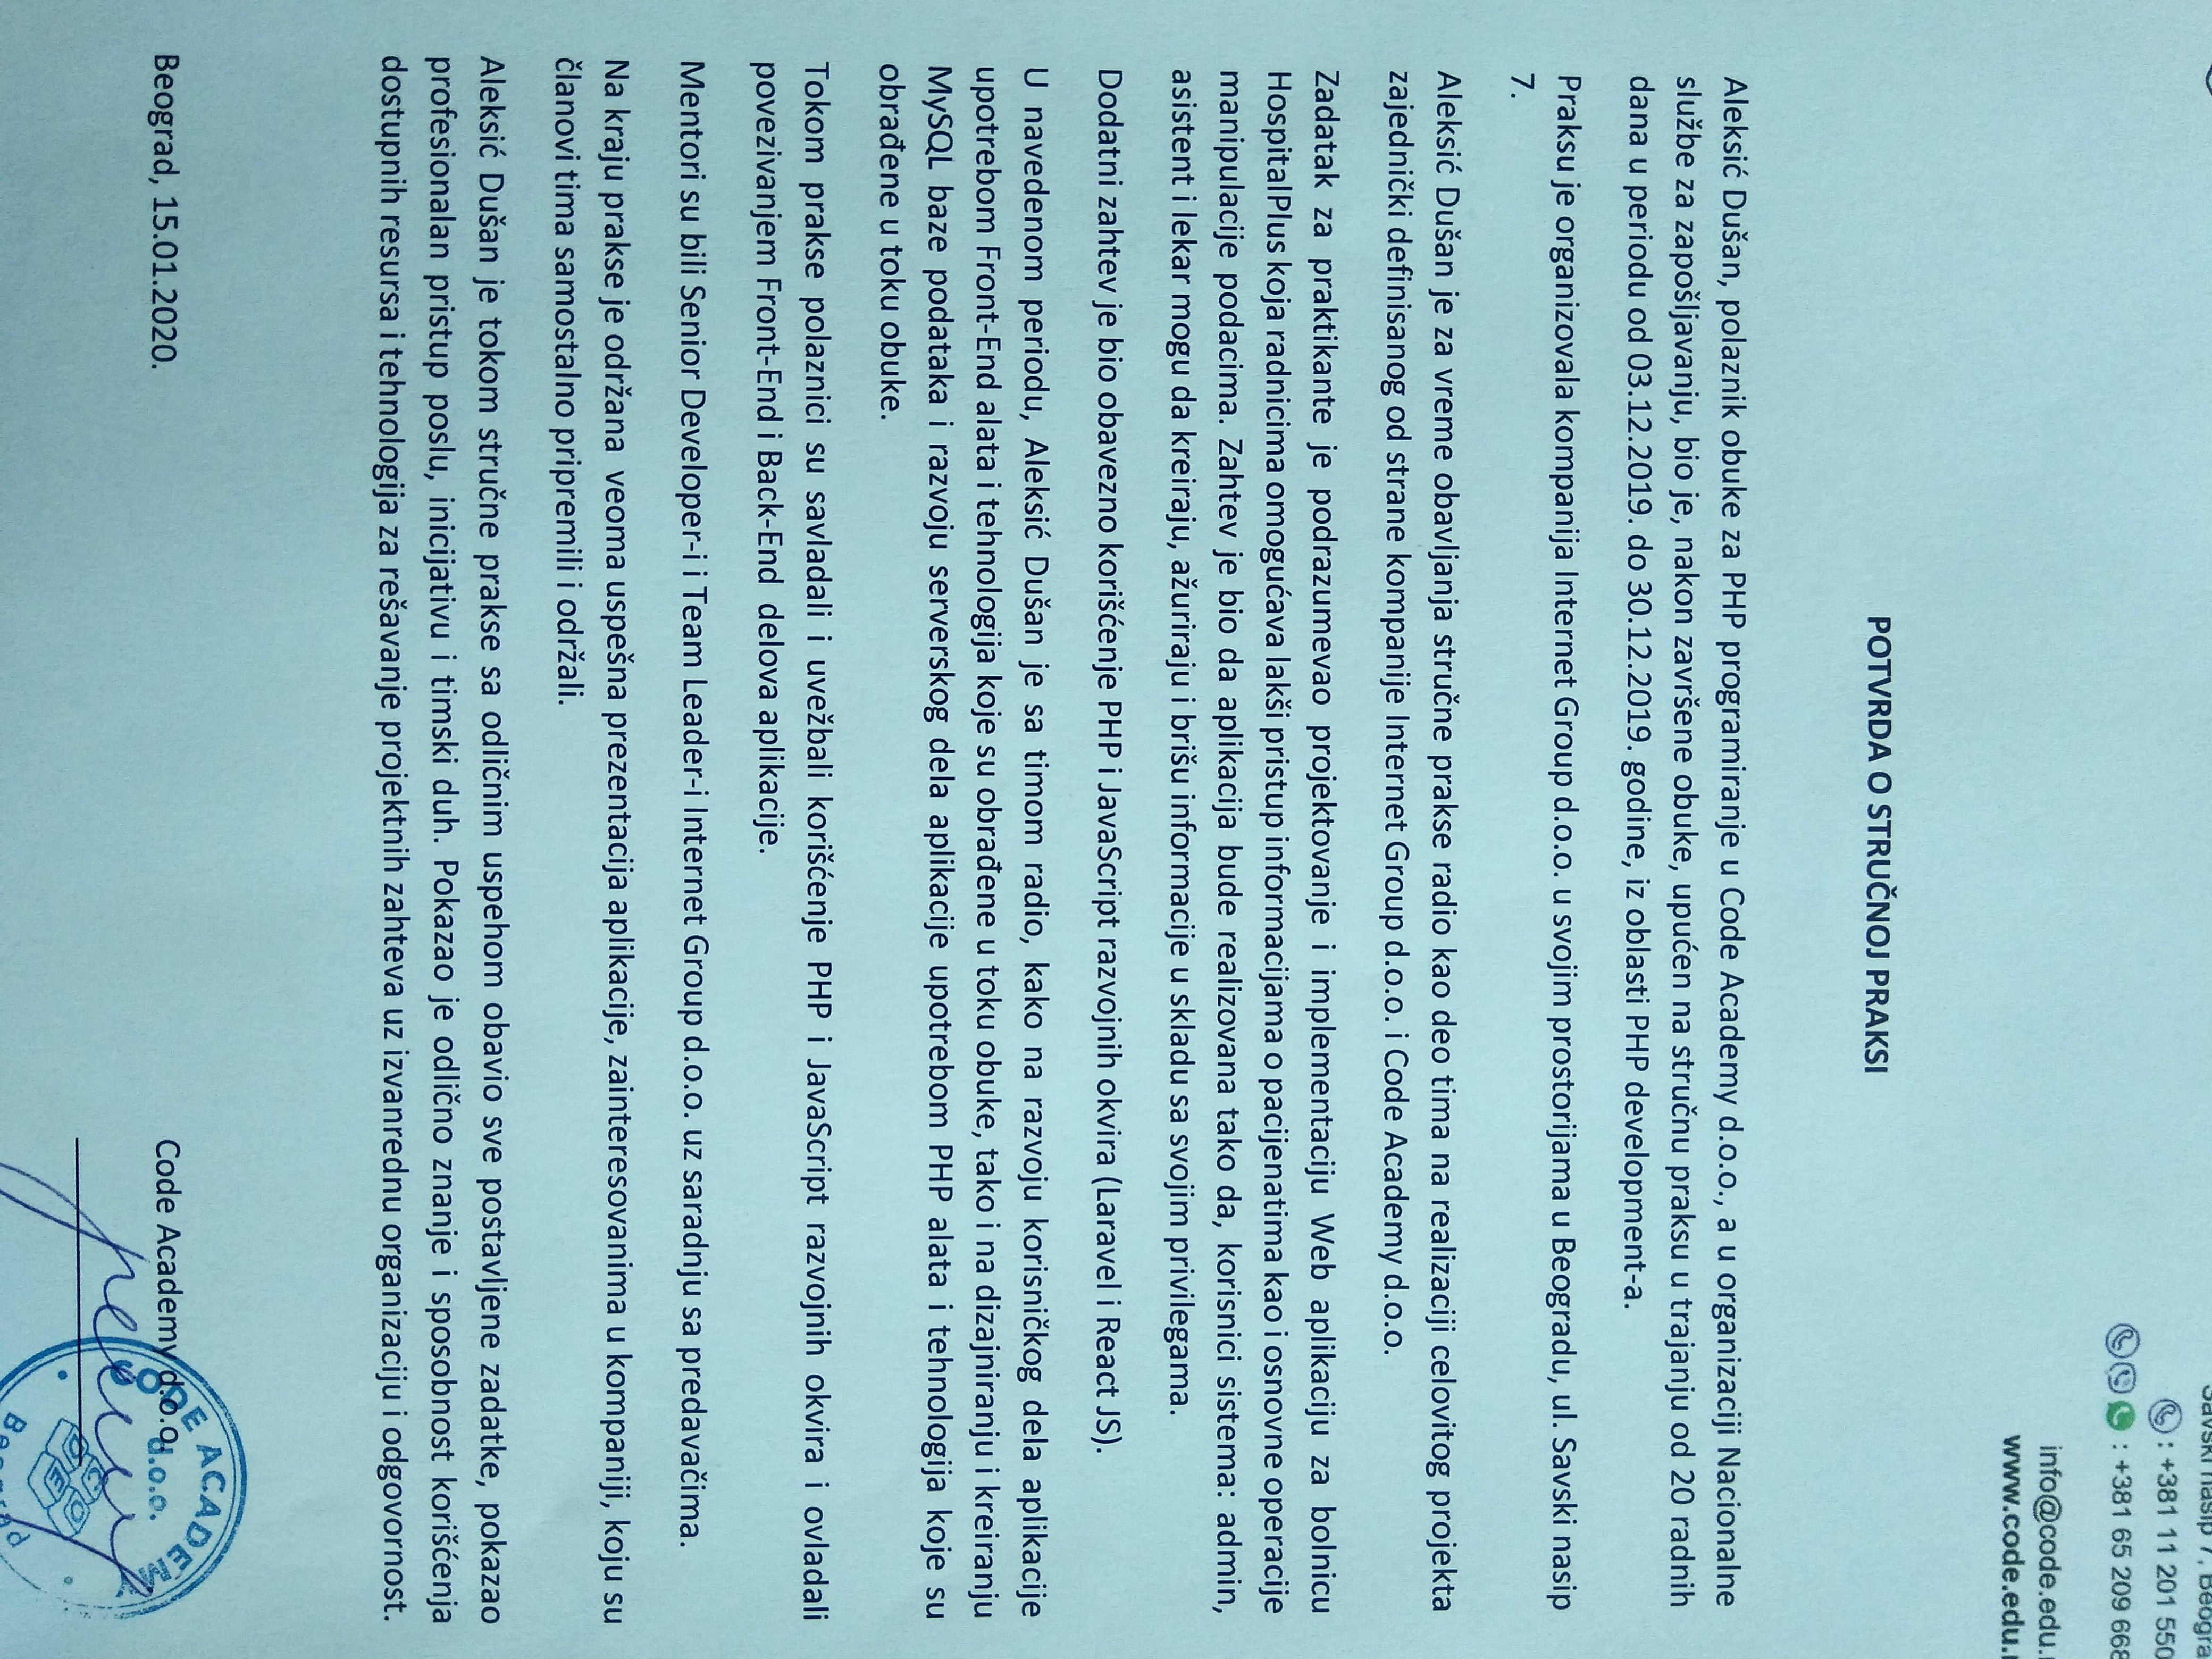 Savski nasip 7, Beogra
: +381 11 201 550
: +381 65 209 668
info@code.edu.
www.code.edu.
POTVRDA O STRUČNOJ PRAKSI
Aleksić Dušan, polaznik obuke za PHP programiranje u Code Academy d.o.o., a u organizaciji Nacionalne
službe za zapošljavanju, bio je, nakon završene obuke, upućen na stručnu praksu u trajanju od 20 radnih
dana u periodu od 03.12.2019. do 30.12.2019. godine, iz oblasti PHP development-a.
Praksu je organizovala kompanija Internet Group d.o.o. u svojim prostorijama u Beogradu, ul. Savski nasip
7.
Aleksić Dušan je za vreme obavljanja stručne prakse radio kao deo tima na realizaciji celovitog projekta
zajednički definisanog od strane kompanije Internet Group d.o.o. i Code Academy d.o.o.
Zadatak za praktikante je podrazumevao projektovanje i implementaciju Web aplikaciju za bolnicu
HospitalPlus koja radnicima omogućava lakši pristup informacijama o pacijenatima kao i osnovne operacije
manipulacije podacima. Zahtev je bio da aplikacija bude realizovana tako da, korisnici sistema: admin,
asistent i lekar mogu da kreiraju, ažuriraju i brišu informacije u skladu sa svojim privilegama.
Dodatni zahtev je bio obavezno korišćenje PHP i JavaScript razvojnih okvira (Laravel i React JS).
U navedenom periodu, Aleksić Dušan je sa timom radio, kako na razvoju korisničkog dela aplikacije
upotrebom Front-End alata i tehnologija koje su obrađene u toku obuke, tako i na dizajniranju i kreiranju
MySQL baze podataka i razvoju serverskog dela aplikacije upotrebom PHP alata i tehnologija koje su
obrađene u toku obuke.
Tokom prakse polaznici su savladali i uvežbali korišćenje PHP i JavaScript razvojnih okvira i ovladali
povezivanjem Front-End i Back-End delova aplikacije.
Mentori su bili Senior Developer-i i Team Leader-i Internet Group d.o.o. uz saradnju sa predavačima.
Na kraju prakse je održana veoma uspešna prezentacija aplikacije, zainteresovanima u kompaniji, koju su
članovi tima samostalno pripremili i održali.
Aleksić Dušan je tokom stručne prakse sa odličnim uspehom obavio sve postavljene zadatke, pokazao
profesionalan pristup poslu, inicijativu i timski duh. Pokazao je odlično znanje i sposobnost korišćenja
dostupnih resursa i tehnologija za rešavanje projektnih zahteva uz izvanrednu organizaciju i odgovornost.
Beograd, 15.01.2020.
Code Academy d.o.o.
CODE ACADEMY
d.o.o.
CODE
Beograd